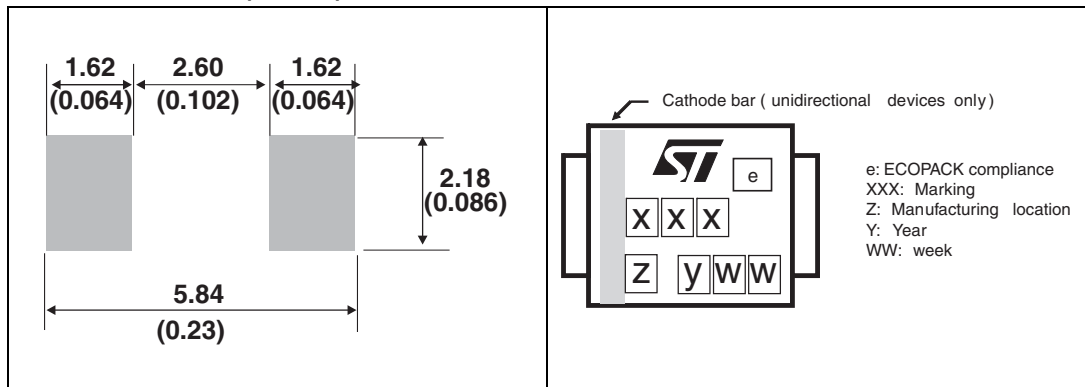 1.62 2.60 1.62
(0.064) (0.102) (0.064)
2.18
(0.086)
5.84
(0.23)
Cathode bar ( unidirectional devices only )
ST
e
x x x
z y w w
e: ECOPACK compliance
XXX: Marking
Z: Manufacturing location
Y: Year
WW: week